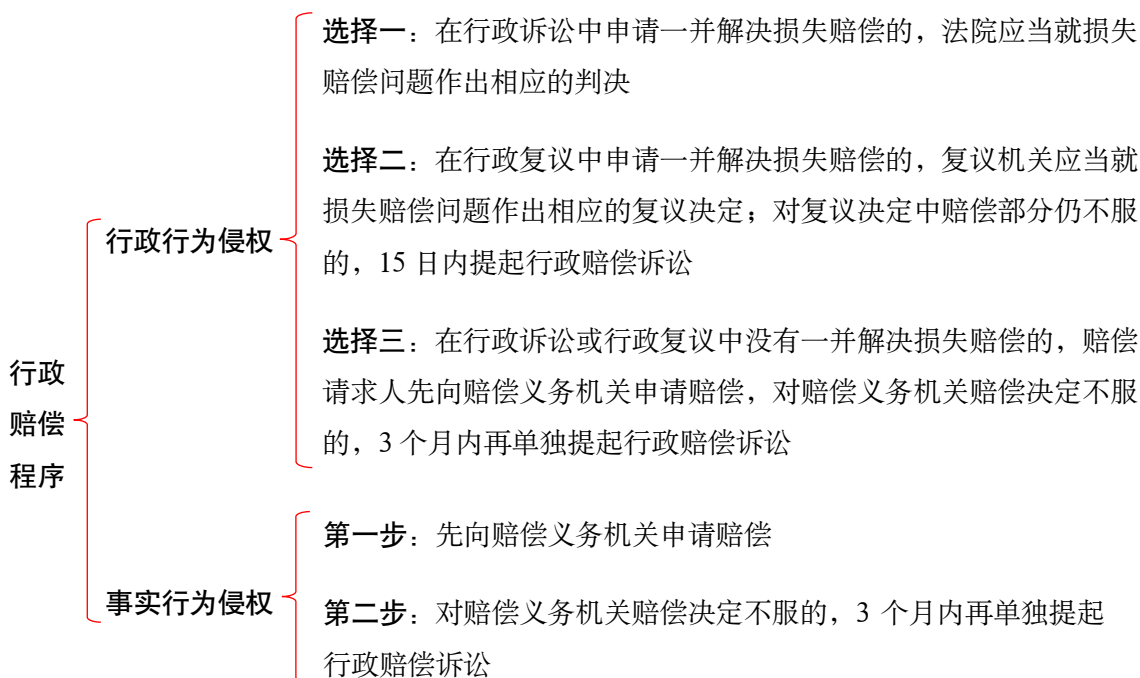 行政
赔偿
程序
行政行为侵权
选择一：在行政诉讼中申请一并解决损失赔偿的，法院应当就损失
赔偿问题作出相应的判决
选择二：在行政复议中申请一并解决损失赔偿的，复议机关应当就
损失赔偿问题作出相应的复议决定；对复议决定中赔偿部分仍不服
的，15 日内提起行政赔偿诉讼
选择三：在行政诉讼或行政复议中没有一并解决损失赔偿的，赔偿
请求人先向赔偿义务机关申请赔偿，对赔偿义务机关赔偿决定不服
的，3 个月内再单独提起行政赔偿诉讼
事实行为侵权
第一步：先向赔偿义务机关申请赔偿
第二步：对赔偿义务机关赔偿决定不服的，3 个月内再单独提起
行政赔偿诉讼